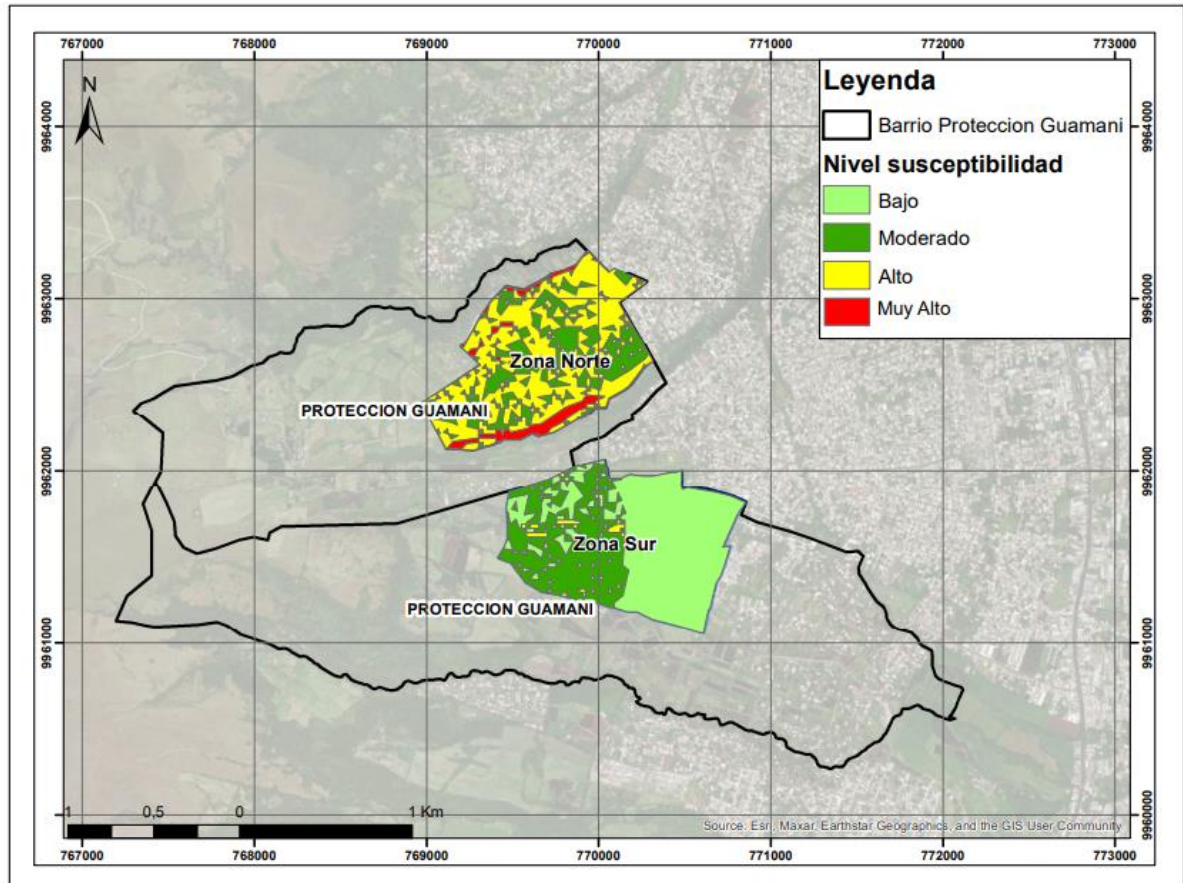 767000 768000 769000 770000 771000 772000 773000
N
Leyenda
Barrio Proteccion Guamani
Nivel susceptibilidad
Bajo
Moderado
Alto
Muy Alto
9964000 9964000
9963000 9963000
Zona Norte
PROTECCION GUAMANI
9962000 9962000
Zona Sur
PROTECCION GUAMANI
9961000 9961000
1 0,5 0 1 Km
9960000 9960000
Source: Esri, Maxar, Earthstar Geographics, and the GIS User Community
767000 768000 769000 770000 771000 772000 773000